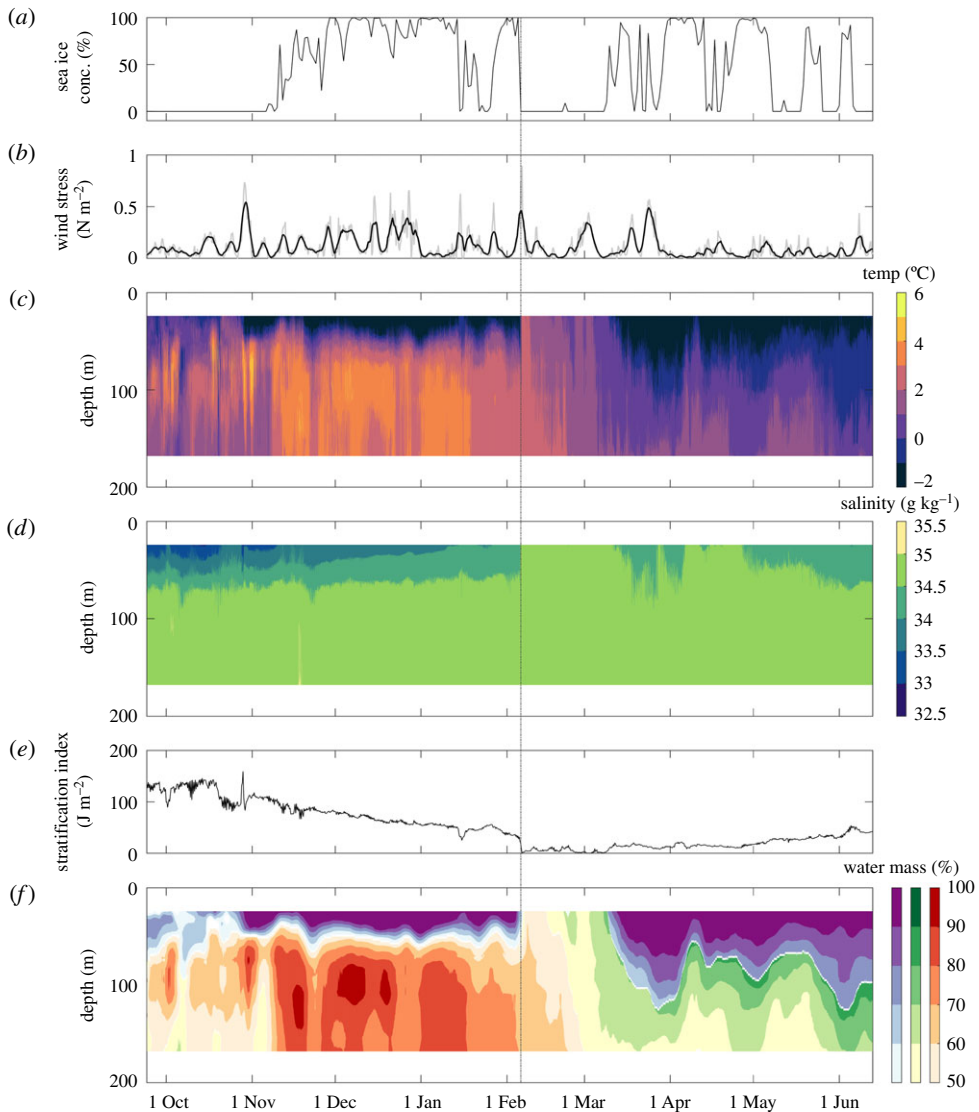 (a)
100
50
0
sea ice
conc. (%)
(b)
1
0.5
0
wind stress
(N m−2)
temp (ºC)
(c)
0
100
200
depth (m)
6
4
2
0
−2
salinity (g kg−1)
(d)
0
100
200
depth (m)
35.5
35
34.5
34
33.5
33
32.5
(e)
200
100
0
stratification index
(J m−2)
water mass (%)
(f)
0
100
200
depth (m)
100
90
80
70
60
50
1 Oct 1 Nov 1 Dec 1 Jan 1 Feb 1 Mar 1 Apr 1 May 1 Jun